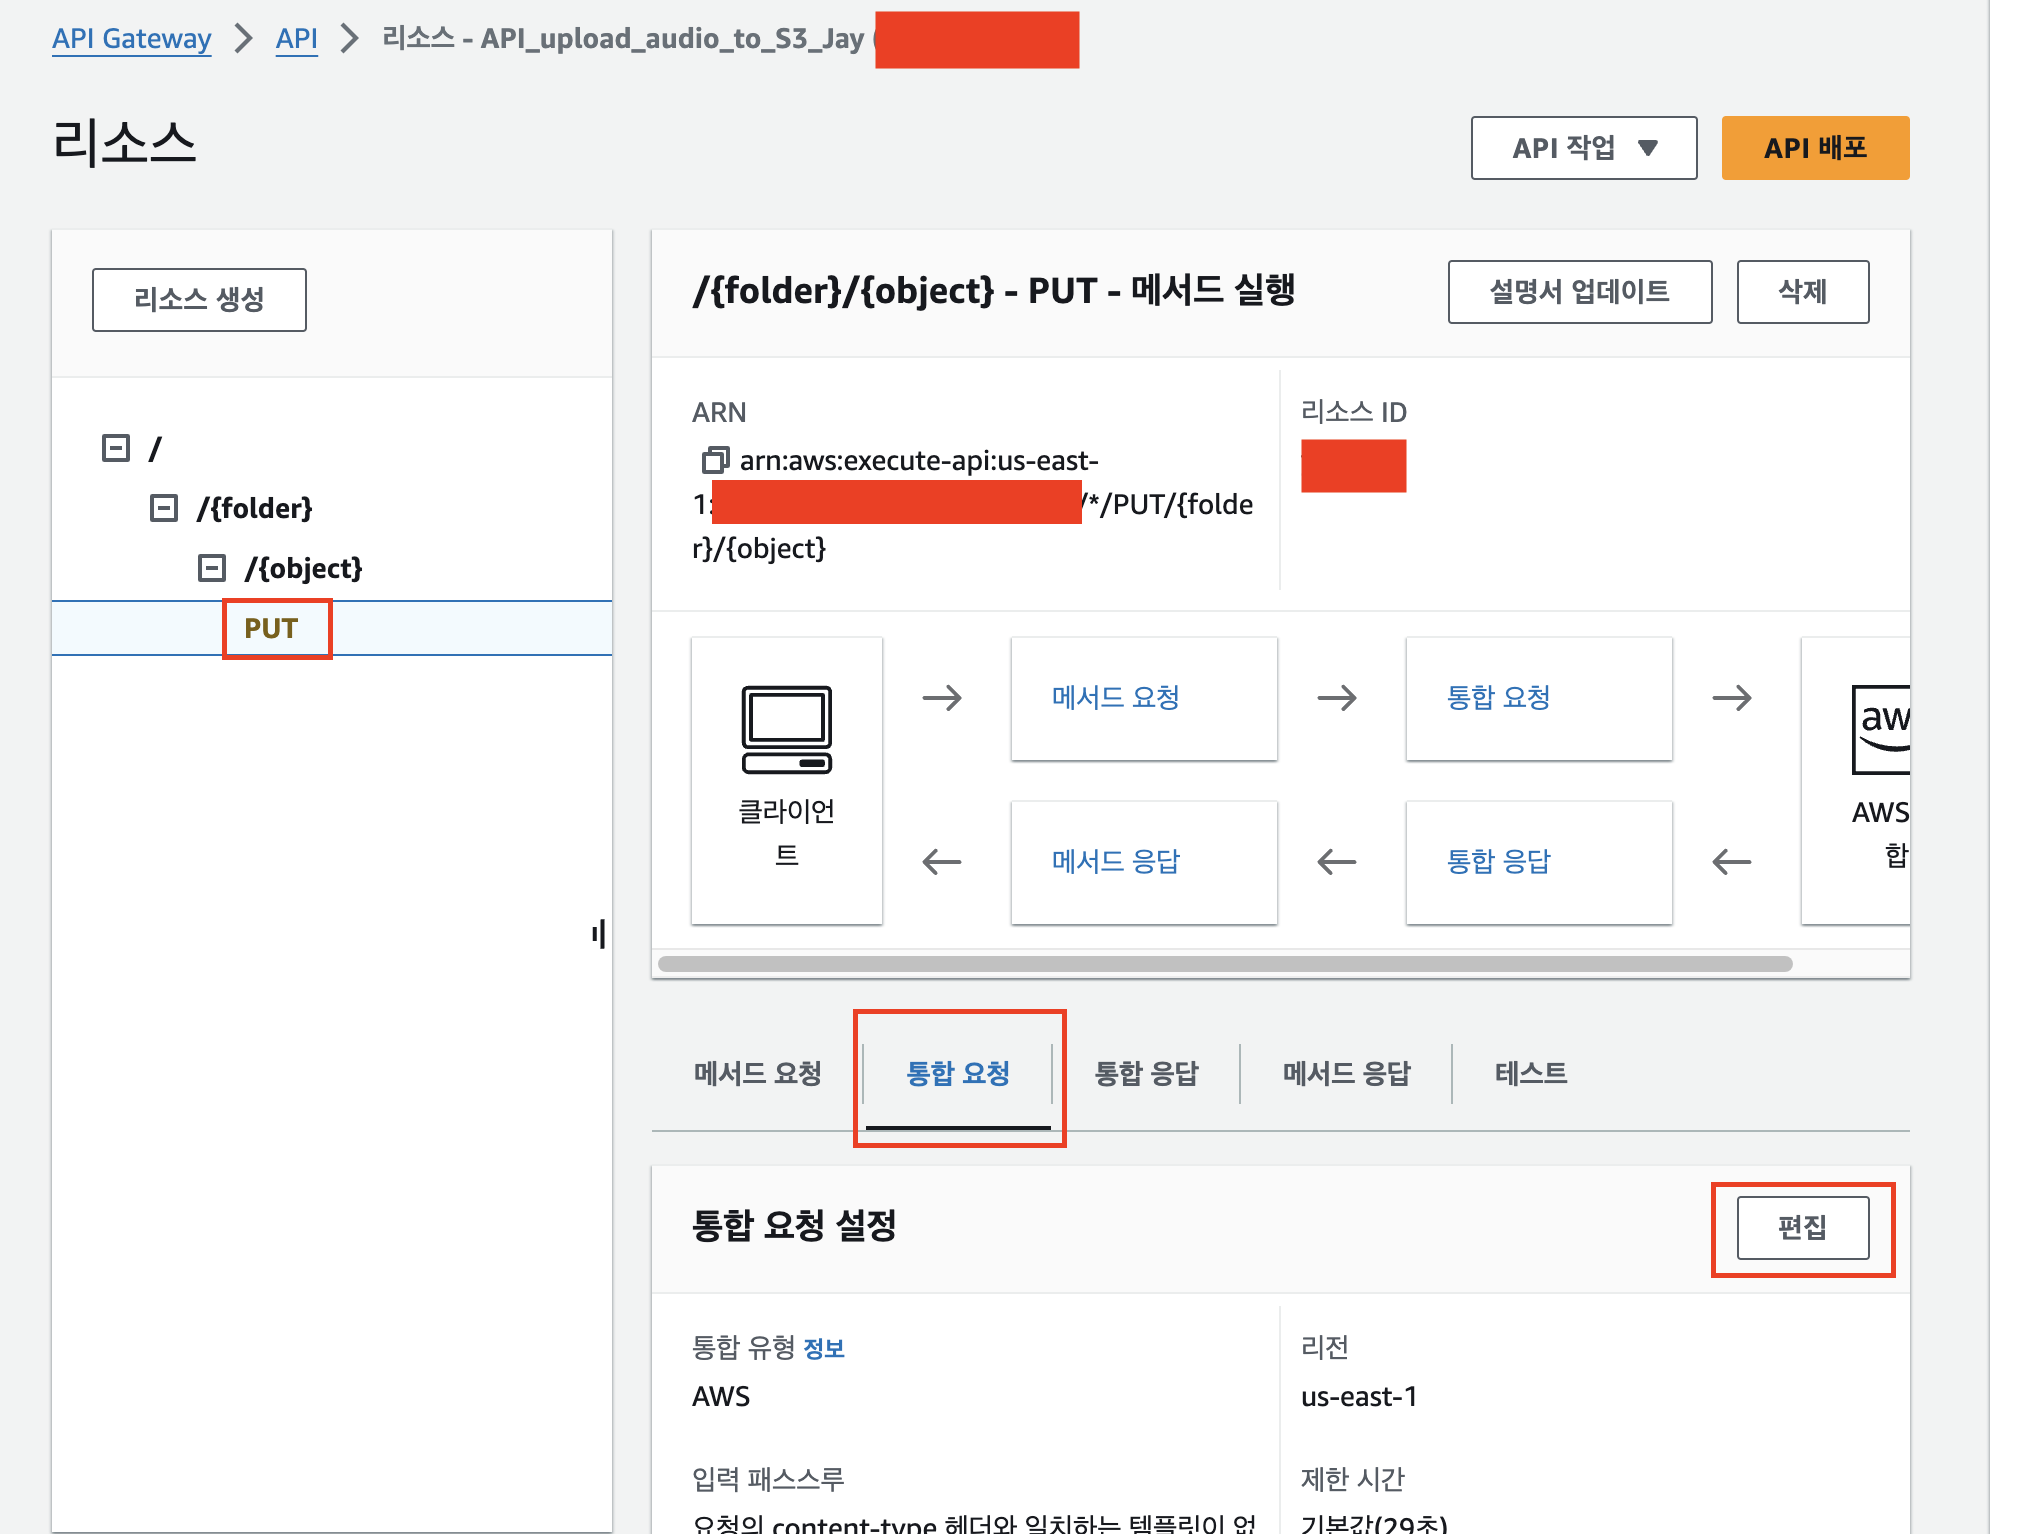 API Gateway > API > 리소스 - API_upload_audio_to_S3_Jay (
리소스
API 작업 ▼
API 배포
리소스 생성
/
/{folder}
/{object}
PUT
/{folder}/{object} - PUT - 메서드 실행
설명서 업데이트
삭제
ARN
arn:aws:execute-api:us-east-
1:
/*/PUT/{folde
r}/{object}
리소스 ID
클라이언
트
메서드 요청
통합 요청
메서드 응답
통합 응답
aw
AWS
합
메서드 요청
통합 요청
통합 응답
메서드 응답
테스트
통합 요청 설정
편집
통합 유형 정보
AWS
리전
us-east-1
입력 패스스루
요청의 content-type 헤더와 일치하는 템플릿이 없
제한 시간
기본값(29초)